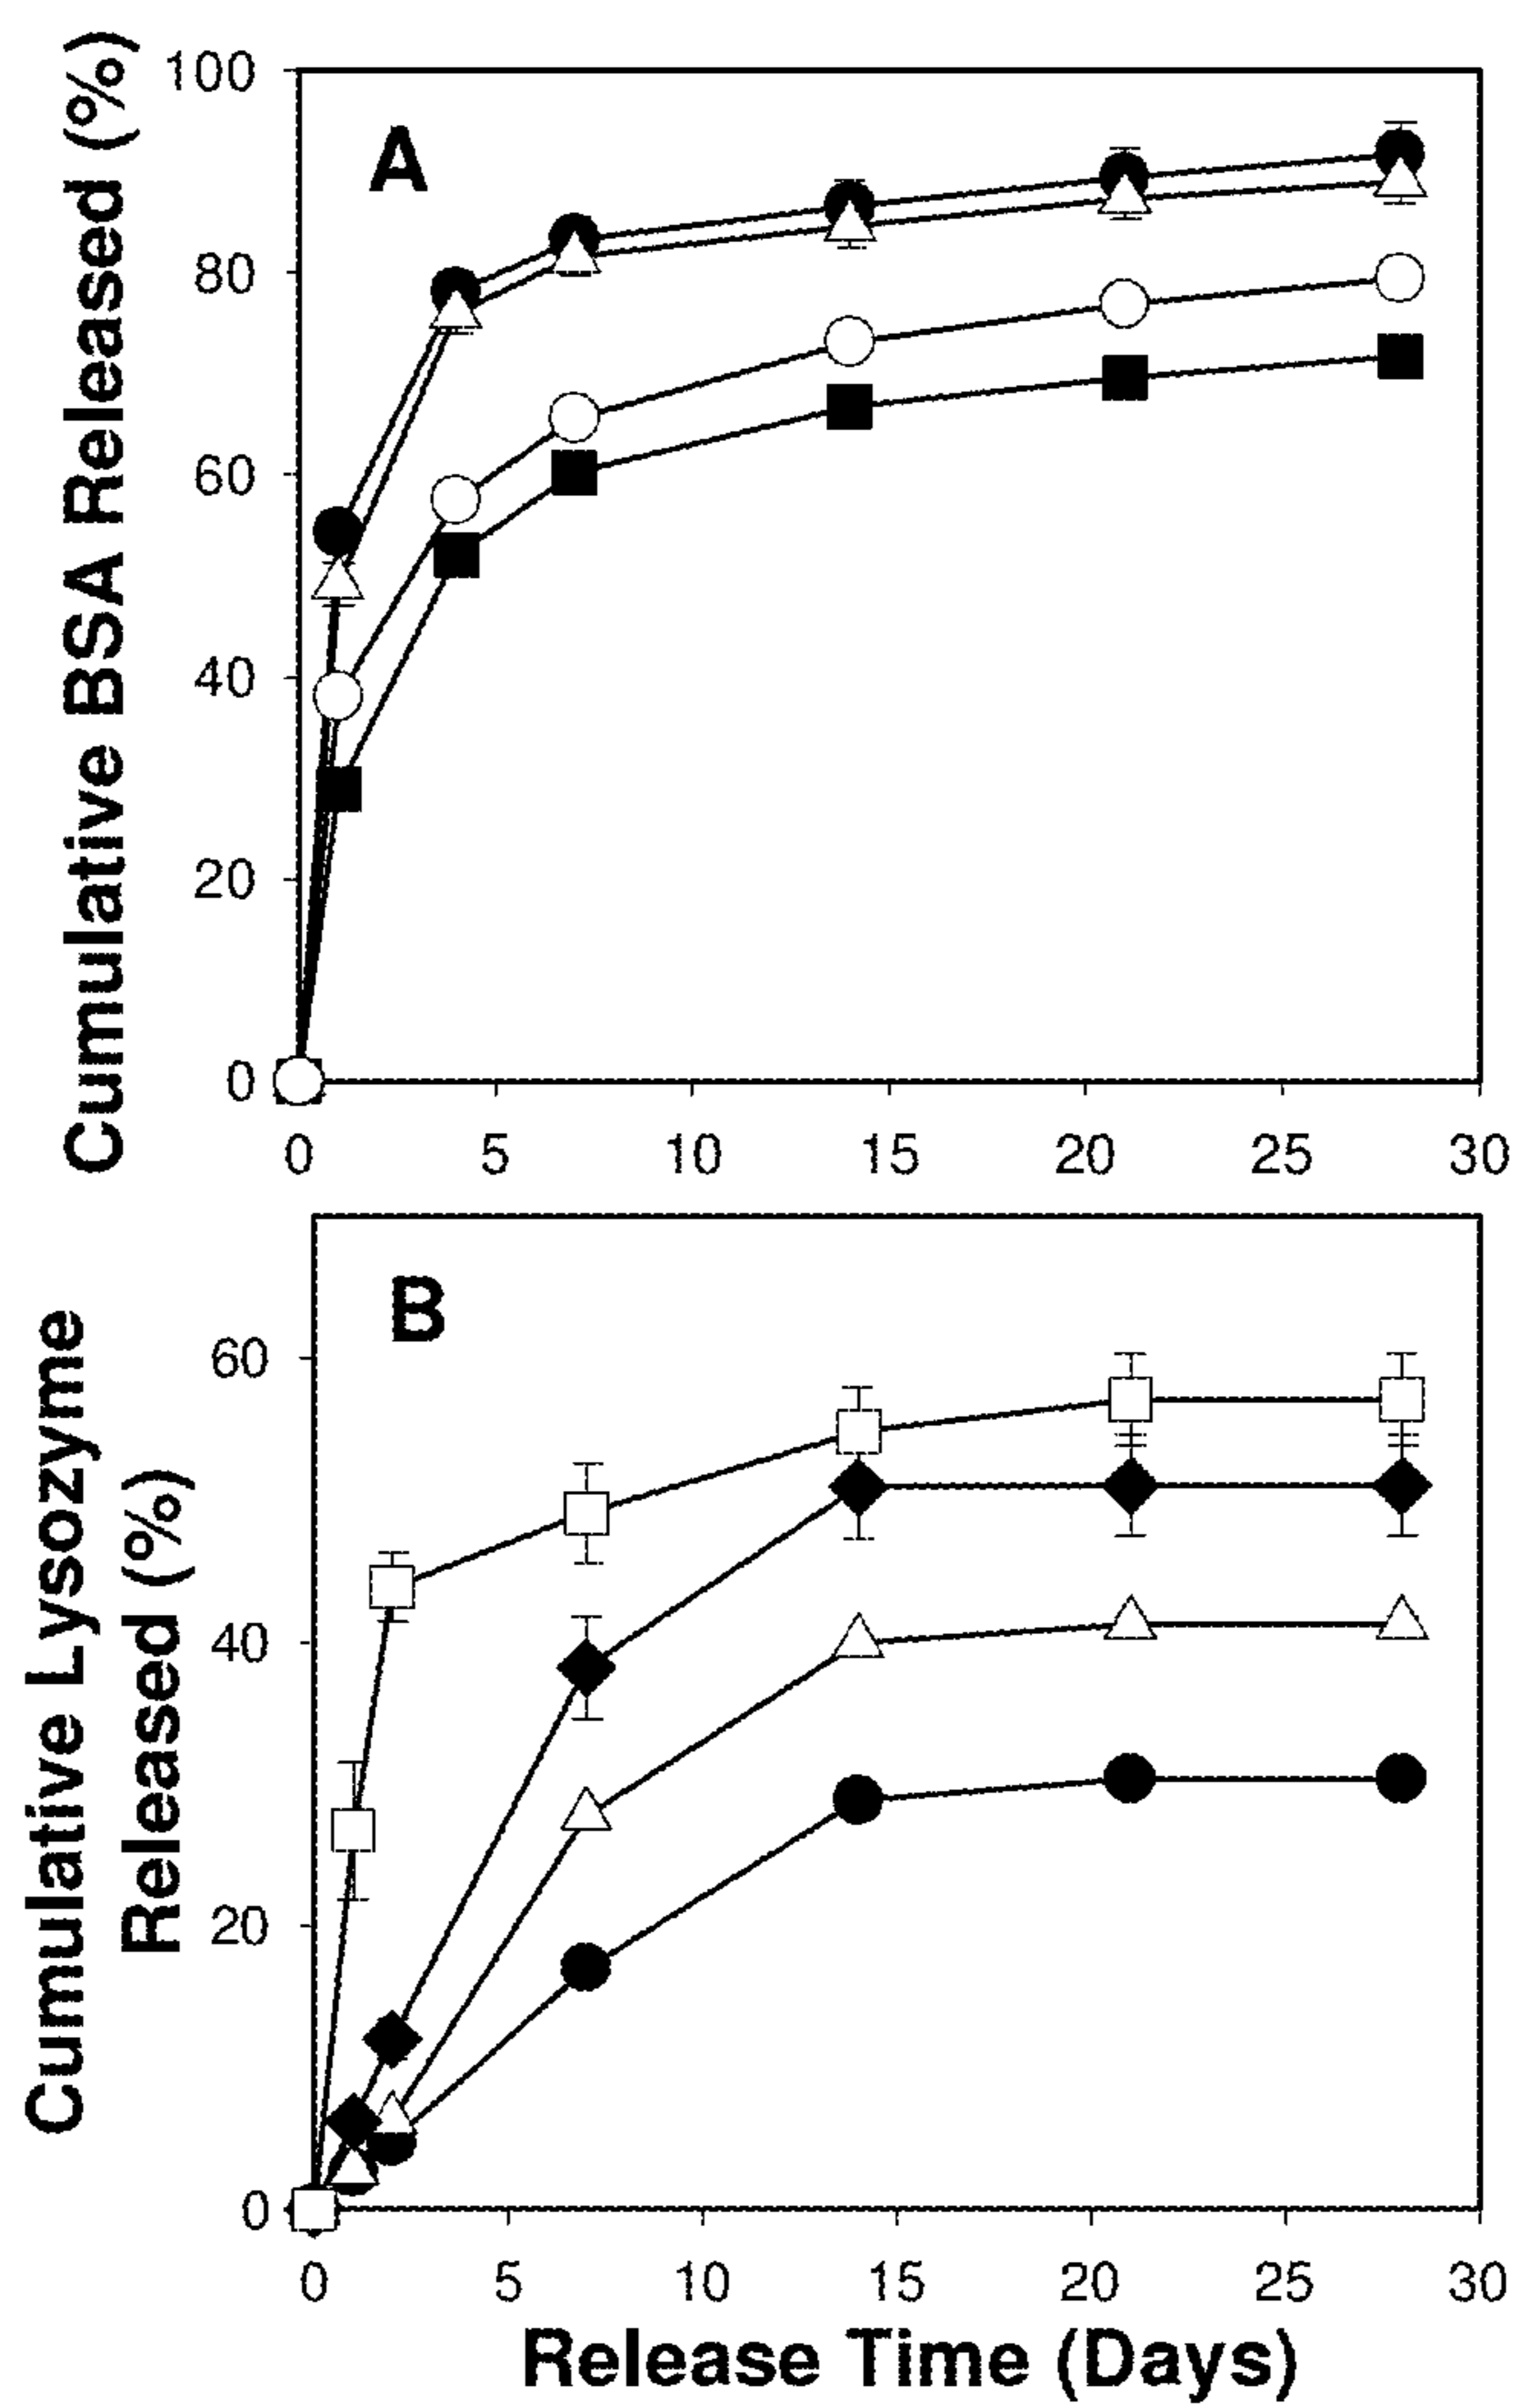 Cumulative BSA Released (%)
A
100
80
60
40
20
0
0 5 10 15 20 25 30
Cumulative Lysozyme
Released (%)
B
60
40
20
0
0 5 10 15 20 25 30
Release Time (Days)